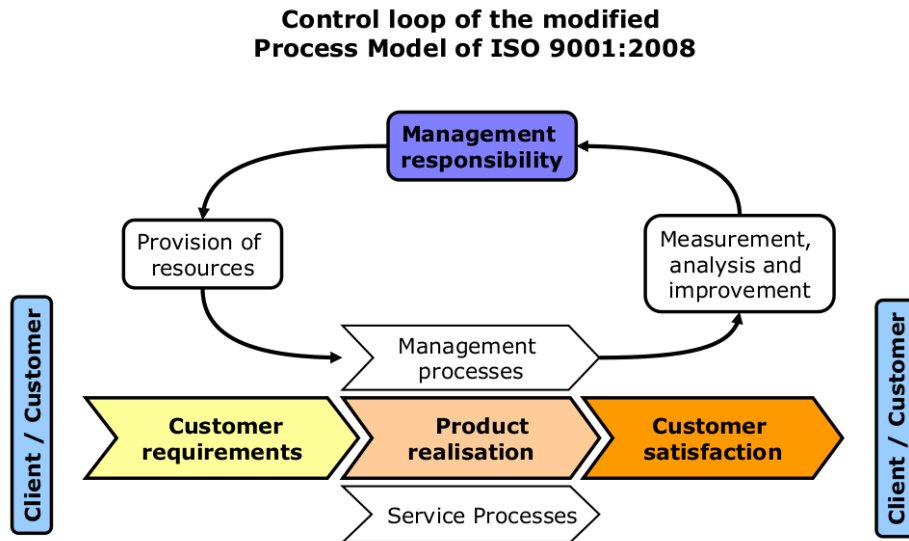 Control loop of the modified
Process Model of ISO 9001:2008
Management
responsibility
Provision of
resources
Measurement,
analysis and
improvement
Management
processes
Client / Customer
Customer
requirements
Product
realisation
Customer
satisfaction
Client / Customer
Service Processes